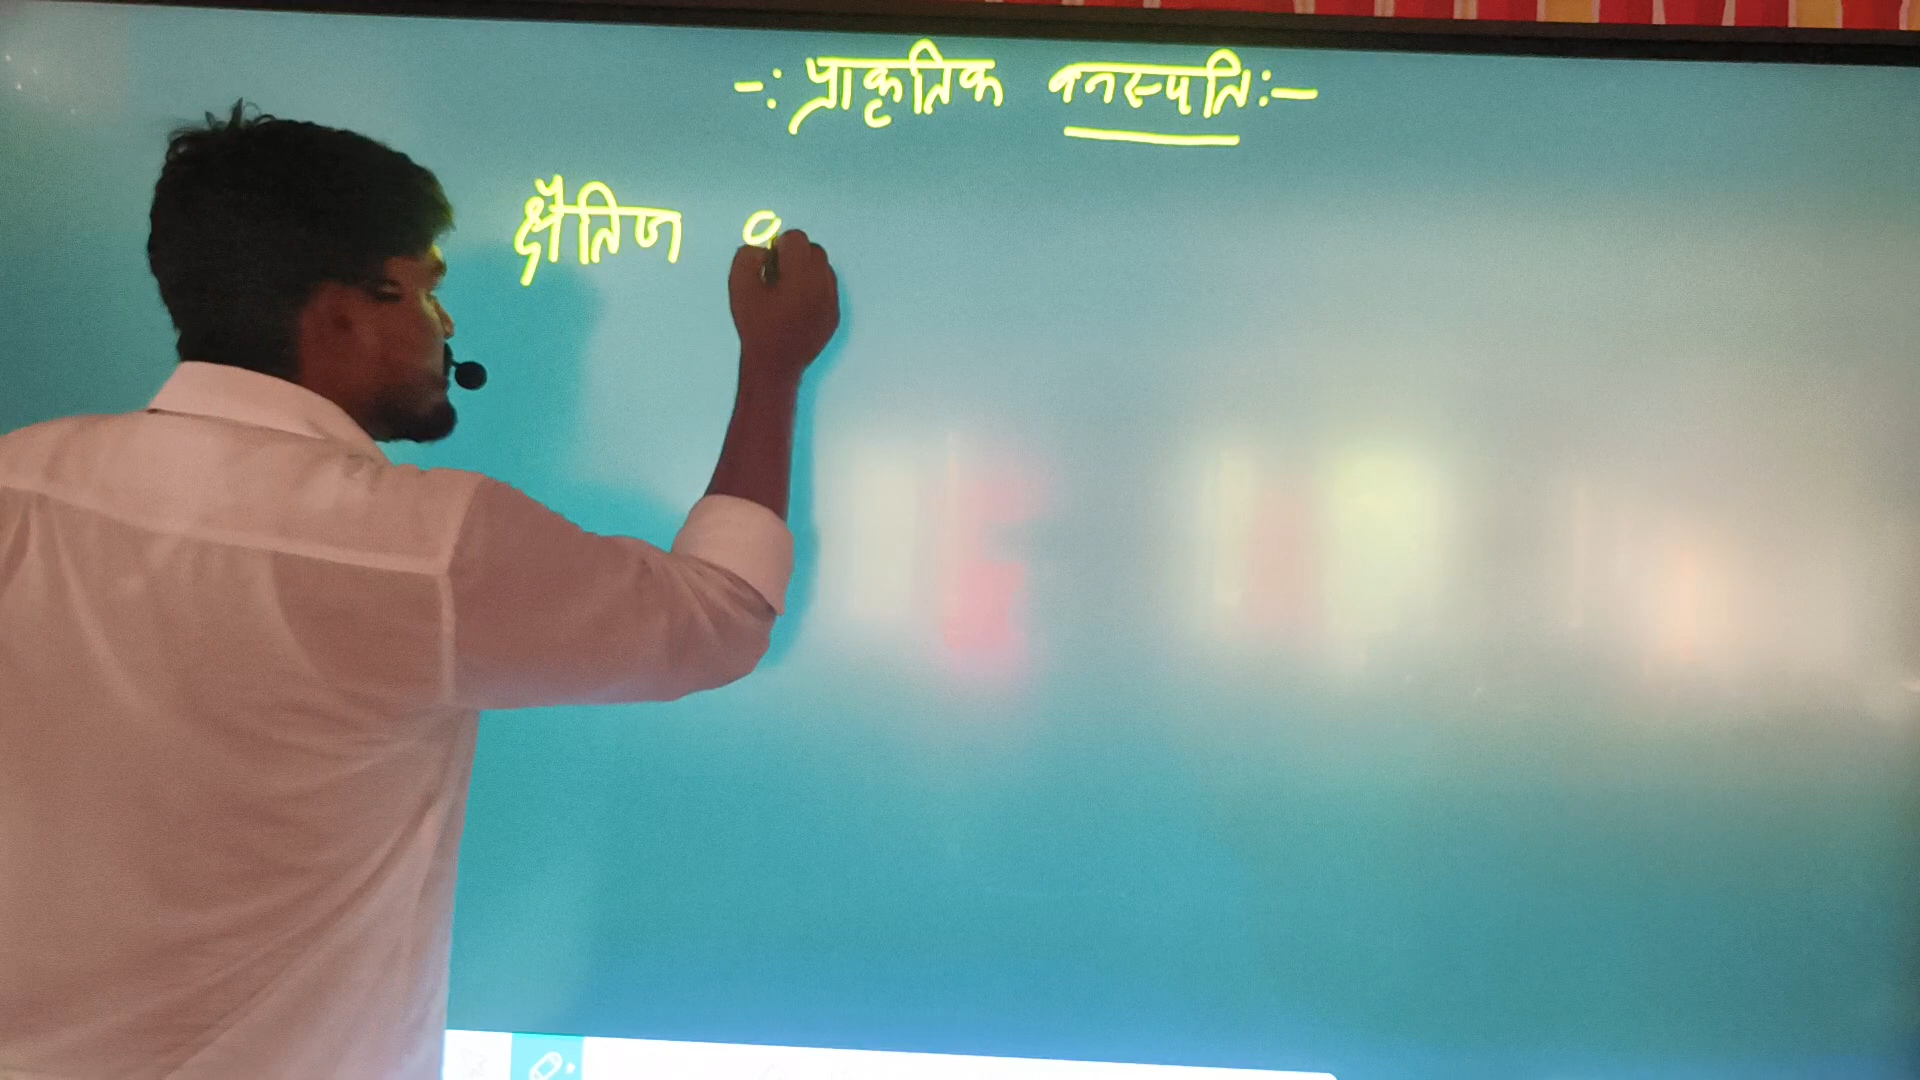 -: प्राकृतिक वनस्पति :-
क्षैतिज